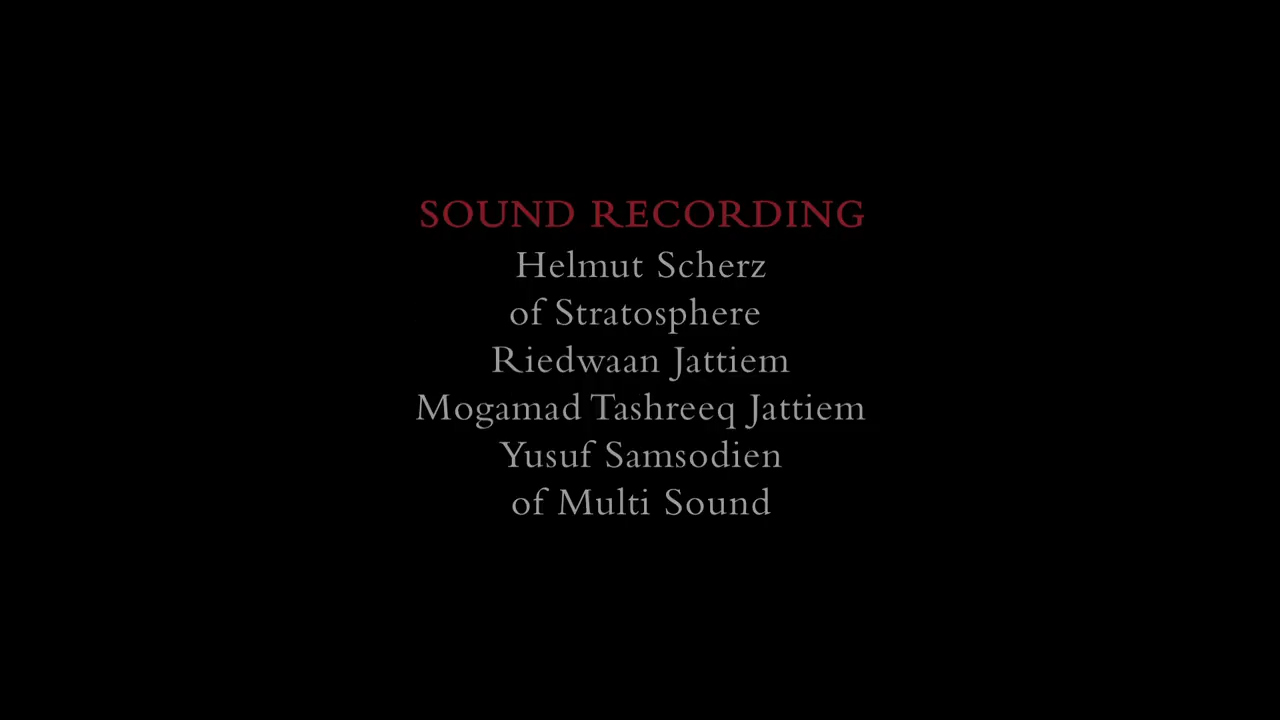 SOUND RECORDING
Helmut Scherz
of Stratosphere
Riedwaan Jattiem
Mogamad Tashreeq Jattiem
Yusuf Samsodien
of Multi Sound